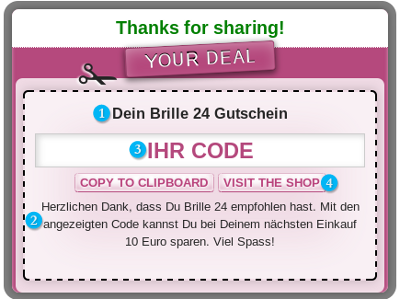 Thanks for sharing!
YOUR DEAL
1 Dein Brille 24 Gutschein
3 IHR CODE
COPY TO CLIPBOARD VISIT THE SHOP 4
Herzlichen Dank, dass Du Brille 24 empfohlen hast. Mit den
2 angezeigten Code kannst Du bei Deinem nächsten Einkauf
10 Euro sparen. Viel Spass!